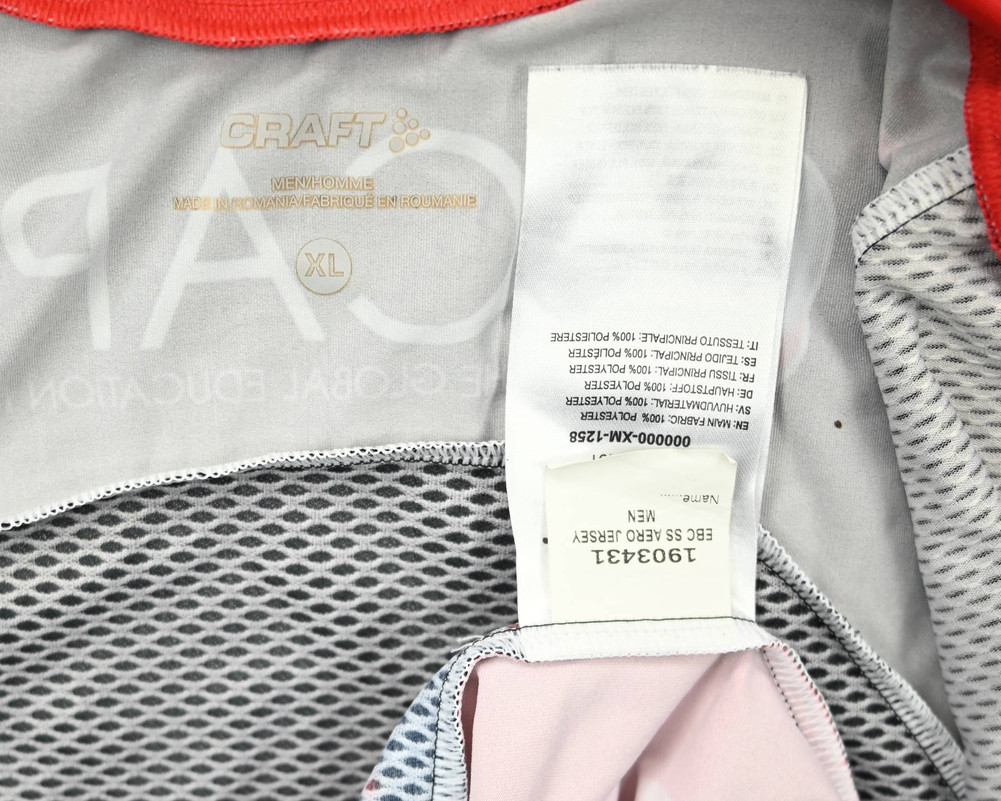 CRAFT
MEN/HOMME
MADE IN ROMANIA/FABRIQUÉ EN ROUMANIE
XL
CAP
EDUCATION
1903431
EBC SS AERO JERSEY
MEN
Name......
000000-XM-1258
EN: MAIN FABRIC: 100% POLYESTER
SV: HUVUDMATERIAL: 100% POLYESTER
DE: HAUPTSTOFF: 100% POLYESTER
FR: TISSU PRINCIPAL: 100% POLYESTER
ES: TEJIDO PRINCIPAL: 100% POLIÉSTER
IT: TESSUTO PRINCIPALE: 100% POLIESTERE